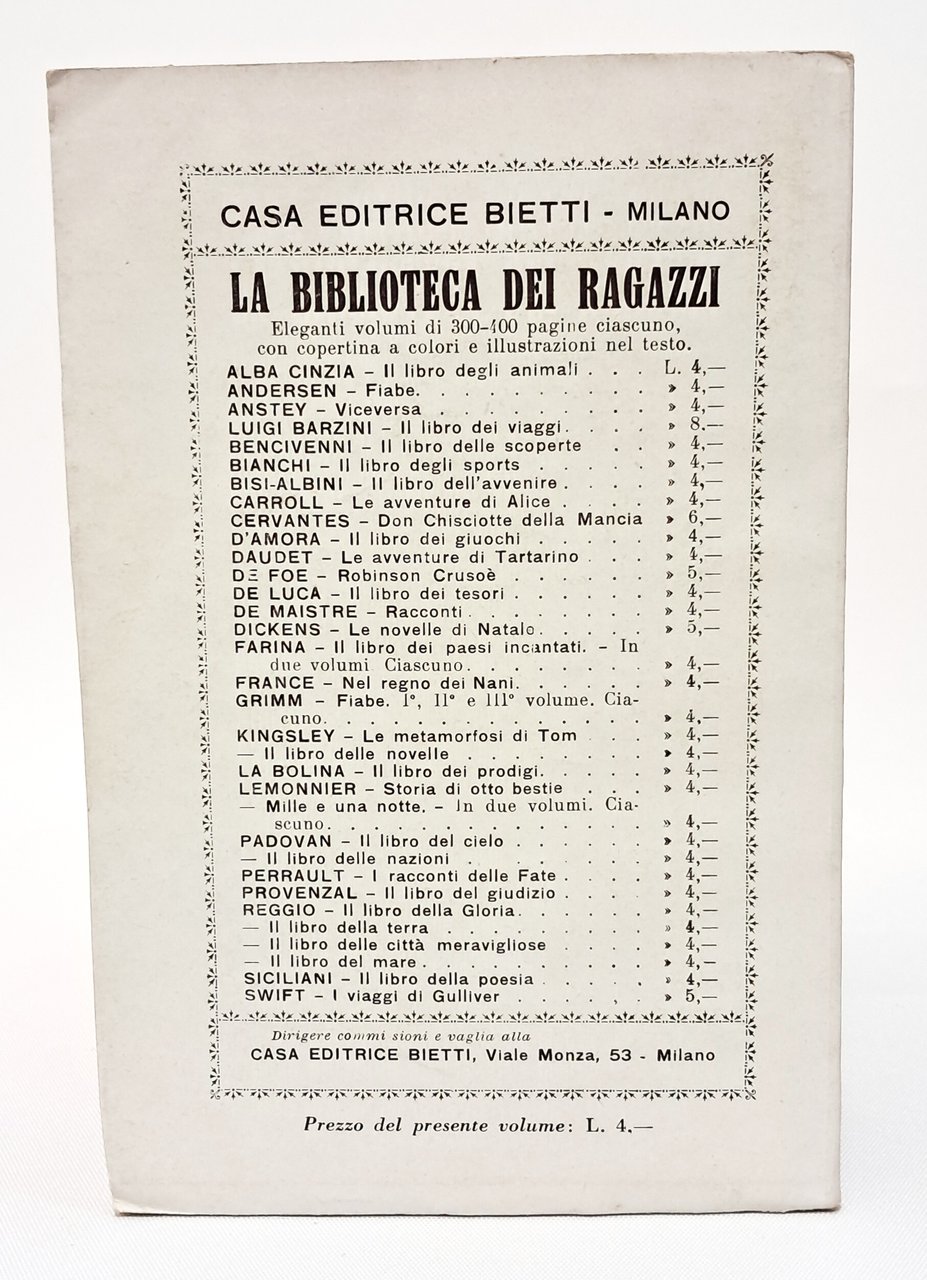 CASA EDITRICE BIETTI - MILANO
LA BIBLIOTECA DEI RAGAZZI
Eleganti volumi di 300-400 pagine ciascuno,
con copertina a colori e illustrazioni nel testo.
ALBA CINZIA – Il libro degli animali . . . L. 4,—
ANDERSEN – Fiabe. . . . . . . . . . » 4,—
ANSTEY – Viceversa . . . . . . . . » 4,—
LUIGI BARZINI – Il libro dei viaggi. . . . » 8.—
BENCIVENNI – Il libro delle scoperte . . » 4,—
BIANCHI – Il libro degli sports . . . . . » 4,—
BISI-ALBINI – Il libro dell'avvenire . . . . » 4,—
CARROLL – Le avventure di Alice . . . . » 4,—
CERVANTES – Don Chisciotte della Mancia » 6,—
D'AMORA – Il libro dei giuochi . . . . . » 4,—
DAUDET – Le avventure di Tartarino . . . » 4,—
DE FOE – Robinson Crusoè . . . . . . » 5,—
DE LUCA – Il libro dei tesori . . . . . . » 4,—
DE MAISTRE – Racconti . . . . . . . . » 4,—
DICKENS – Le novelle di Natale. . . . . » 5,—
FARINA – Il libro dei paesi incantati. – In
due volumi. Ciascuno. . . . . . . . » 4,—
FRANCE – Nel regno dei Nani. . . . . . » 4,—
GRIMM – Fiabe. I°, II° e III° volume. Cia-
cuno. . . . . . . . . . . . . . » 4,—
KINGSLEY – Le metamorfosi di Tom . . . » 4,—
— Il libro delle novelle . . . . . . . . » 4,—
LA BOLINA – Il libro dei prodigi. . . . . » 4,—
LEMONNIER – Storia di otto bestie . . . » 4,—
— Mille e una notte. – In due volumi. Cia-
scuno. . . . . . . . . . . . . . » 4,—
PADOVAN – Il libro del cielo . . . . . . » 4,—
— Il libro delle nazioni . . . . . . . . » 4,—
PERRAULT – I racconti delle Fate . . . . » 4,—
PROVENZAL – Il libro del giudizio . . . . » 4,—
REGGIO – Il libro della Gloria. . . . . . » 4,—
— Il libro della terra . . . . . . . . . » 4,—
— Il libro delle città meravigliose . . . . » 4,—
— Il libro del mare . . . . . . . . . . » 4,—
SICILIANI – Il libro della poesia . . . . . » 4,—
SWIFT – I viaggi di Gulliver . . . . . . » 5,—
Dirigere commi sioni e vaglia alla
CASA EDITRICE BIETTI, Viale Monza, 53 - Milano
Prezzo del presente volume: L. 4,—